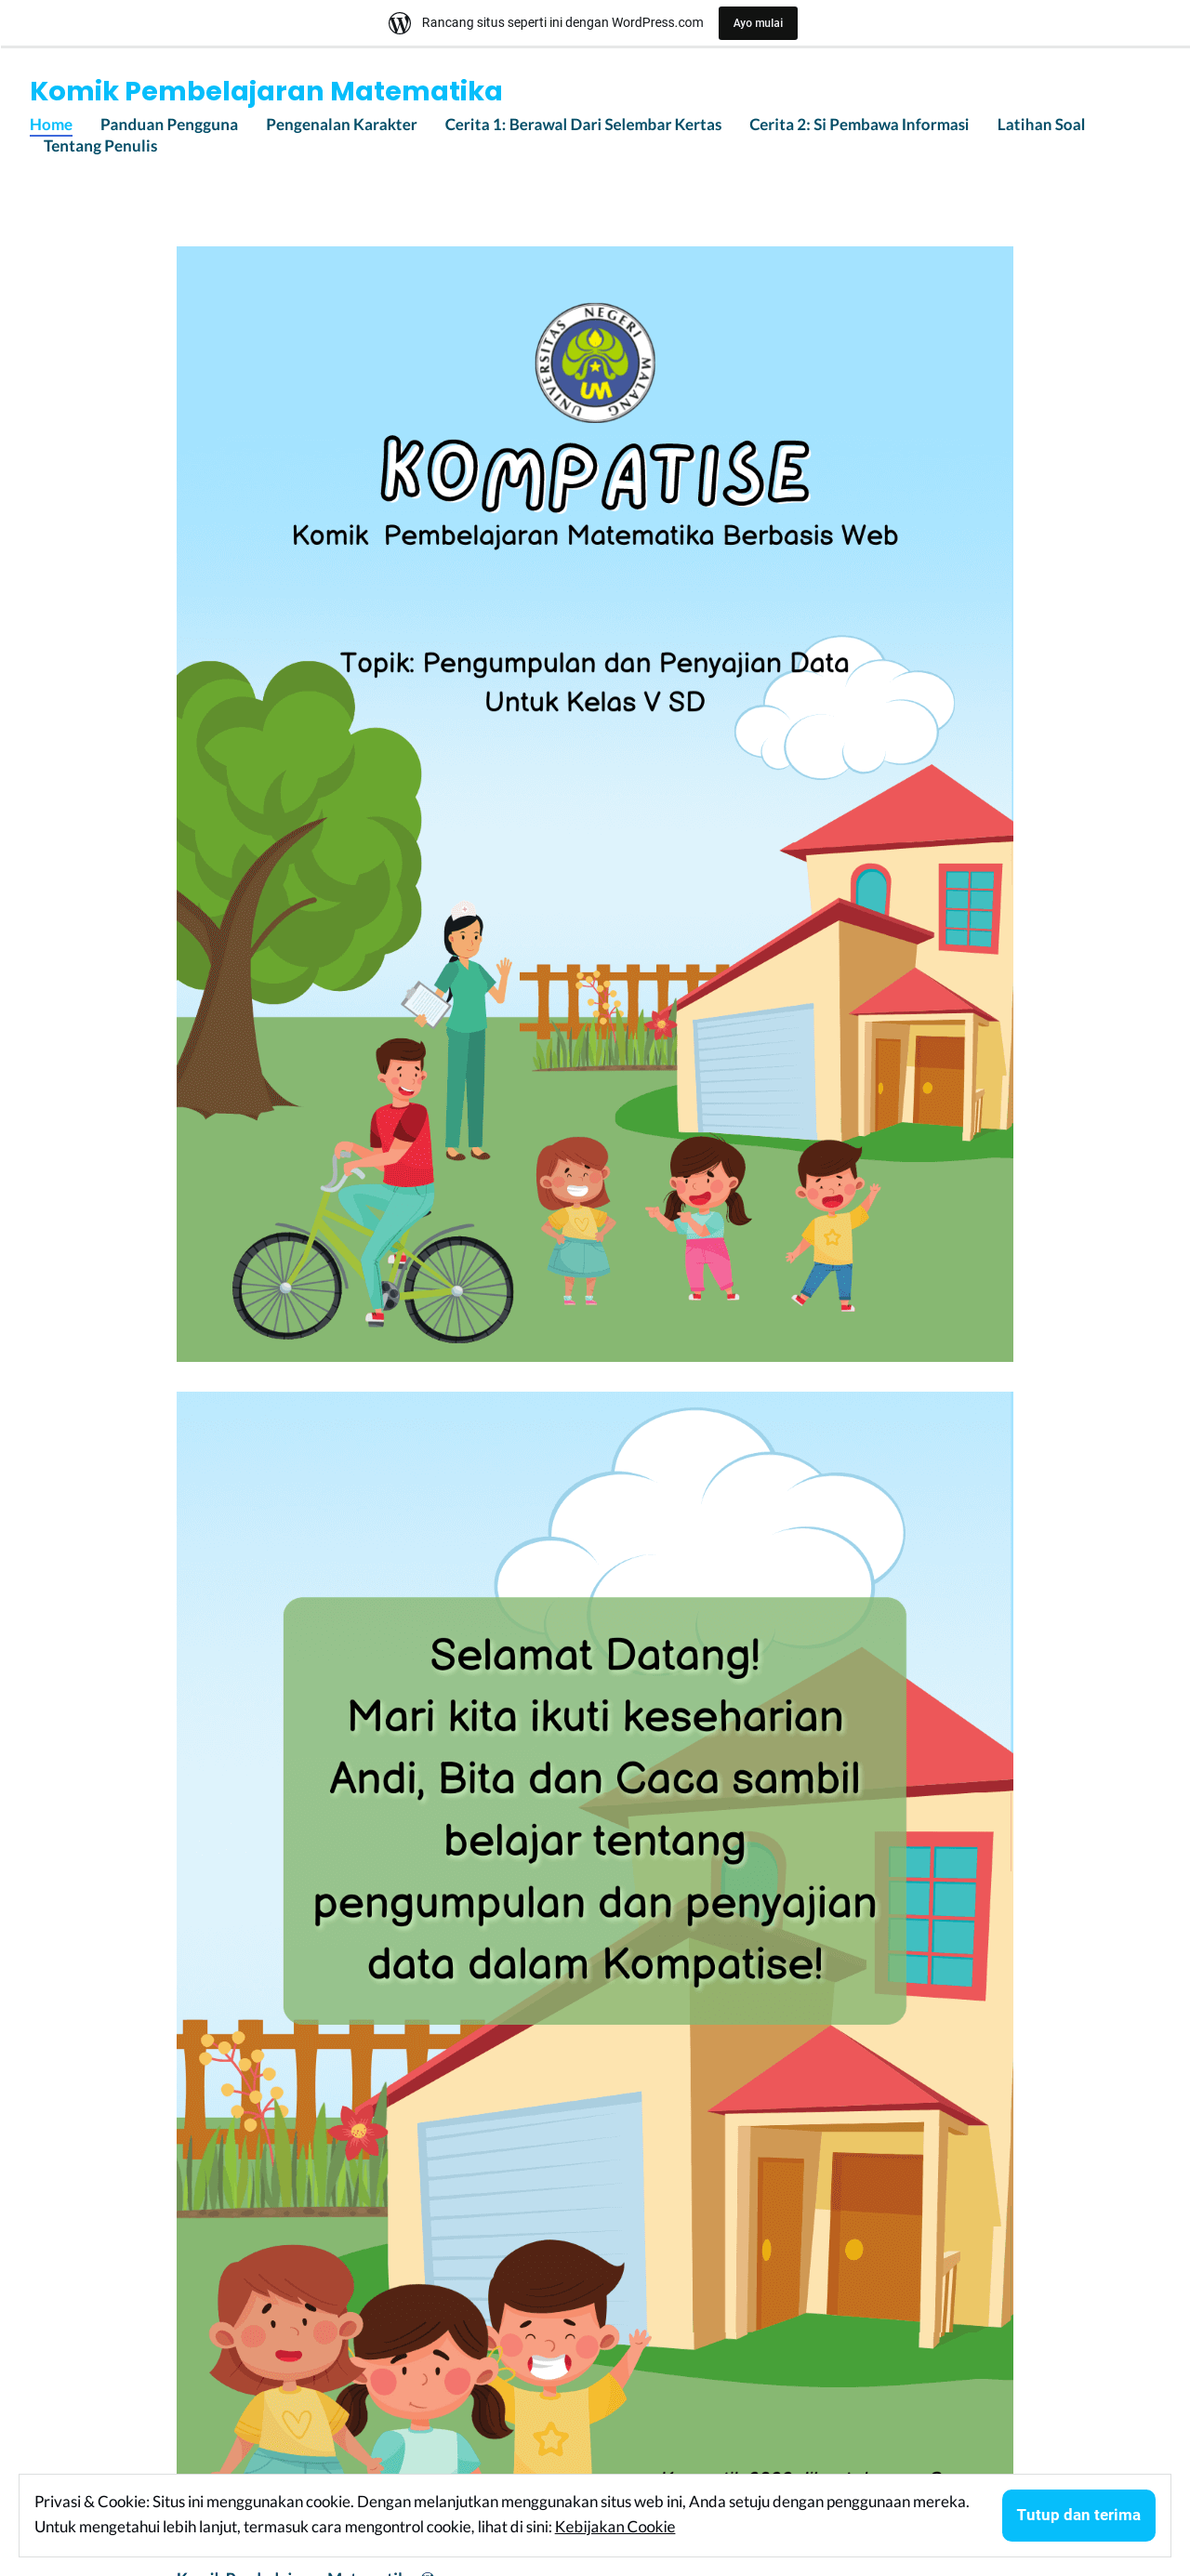 Rancang situs seperti ini dengan WordPress.com
Ayo mulai
Komik Pembelajaran Matematika
Home Panduan Pengguna Pengenalan Karakter Cerita 1: Berawal Dari Selembar Kertas Cerita 2: Si Pembawa Informasi Latihan Soal
Tentang Penulis
UNIVERSITAS NEGERI MALANG
UM
KOMPATISE
Komik Pembelajaran Matematika Berbasis Web
Topik: Pengumpulan dan Penyajian Data
Untuk Kelas V SD
Selamat Datang!
Mari kita ikuti keseharian
Andi, Bita dan Caca sambil
belajar tentang
pengumpulan dan penyajian
data dalam Kompatise!
Privasi & Cookie: Situs ini menggunakan cookie. Dengan melanjutkan menggunakan situs web ini, Anda setuju dengan penggunaan mereka.
Untuk mengetahui lebih lanjut, termasuk cara mengontrol cookie, lihat di sini: Kebijakan Cookie
Tutup dan terima
Komik Pembelajaran Matematika